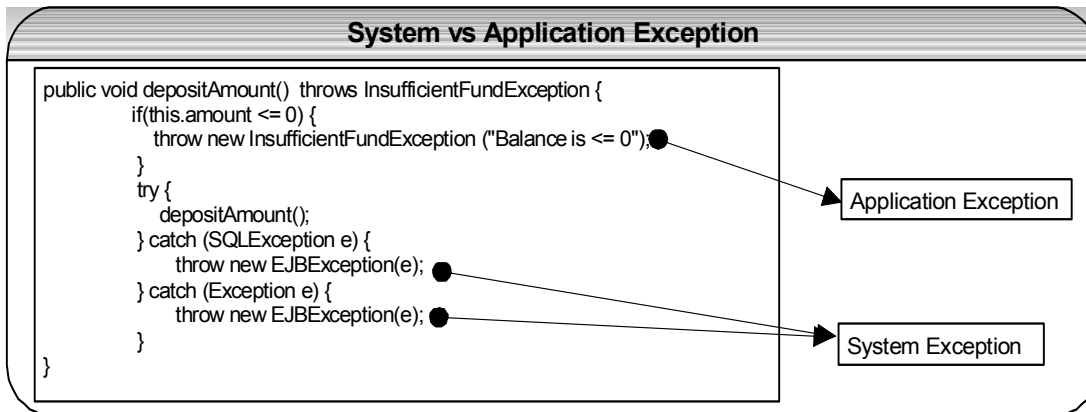 System vs Application Exception
public void depositAmount() throws InsufficientFundException {
if(this.amount <= 0) {
throw new InsufficientFundException ("Balance is <= 0");
}
try {
depositAmount();
} catch (SQLException e) {
throw new EJBException(e);
} catch (Exception e) {
throw new EJBException(e);
}
}
Application Exception
System Exception